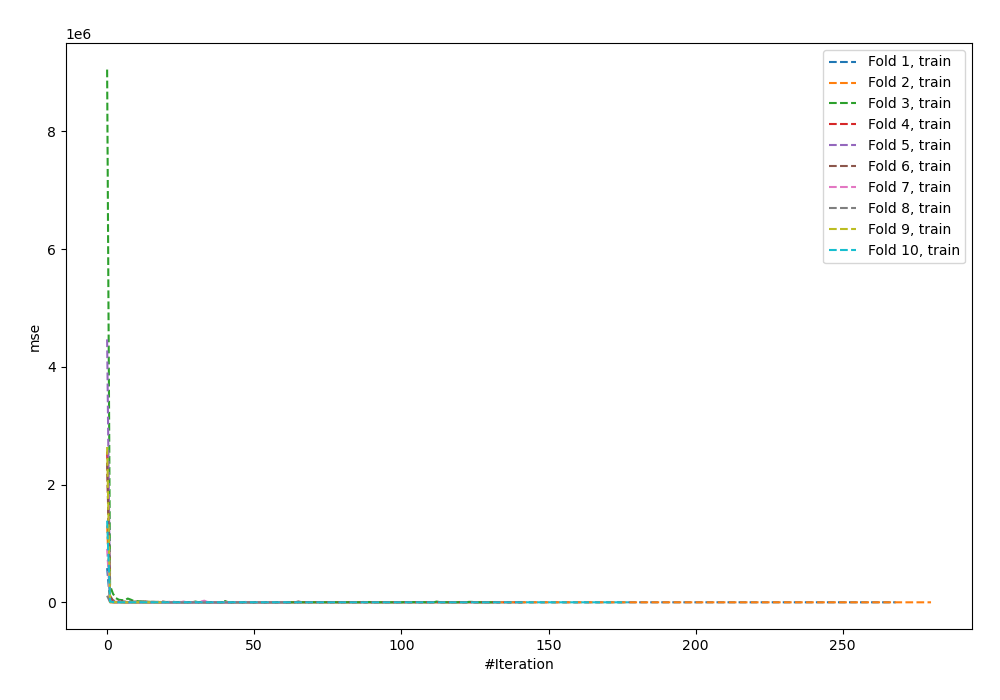 1e6
8
6
4
2
0
mse
0
50
100
150
200
250
#Iteration
Fold 1, train
Fold 2, train
Fold 3, train
Fold 4, train
Fold 5, train
Fold 6, train
Fold 7, train
Fold 8, train
Fold 9, train
Fold 10, train